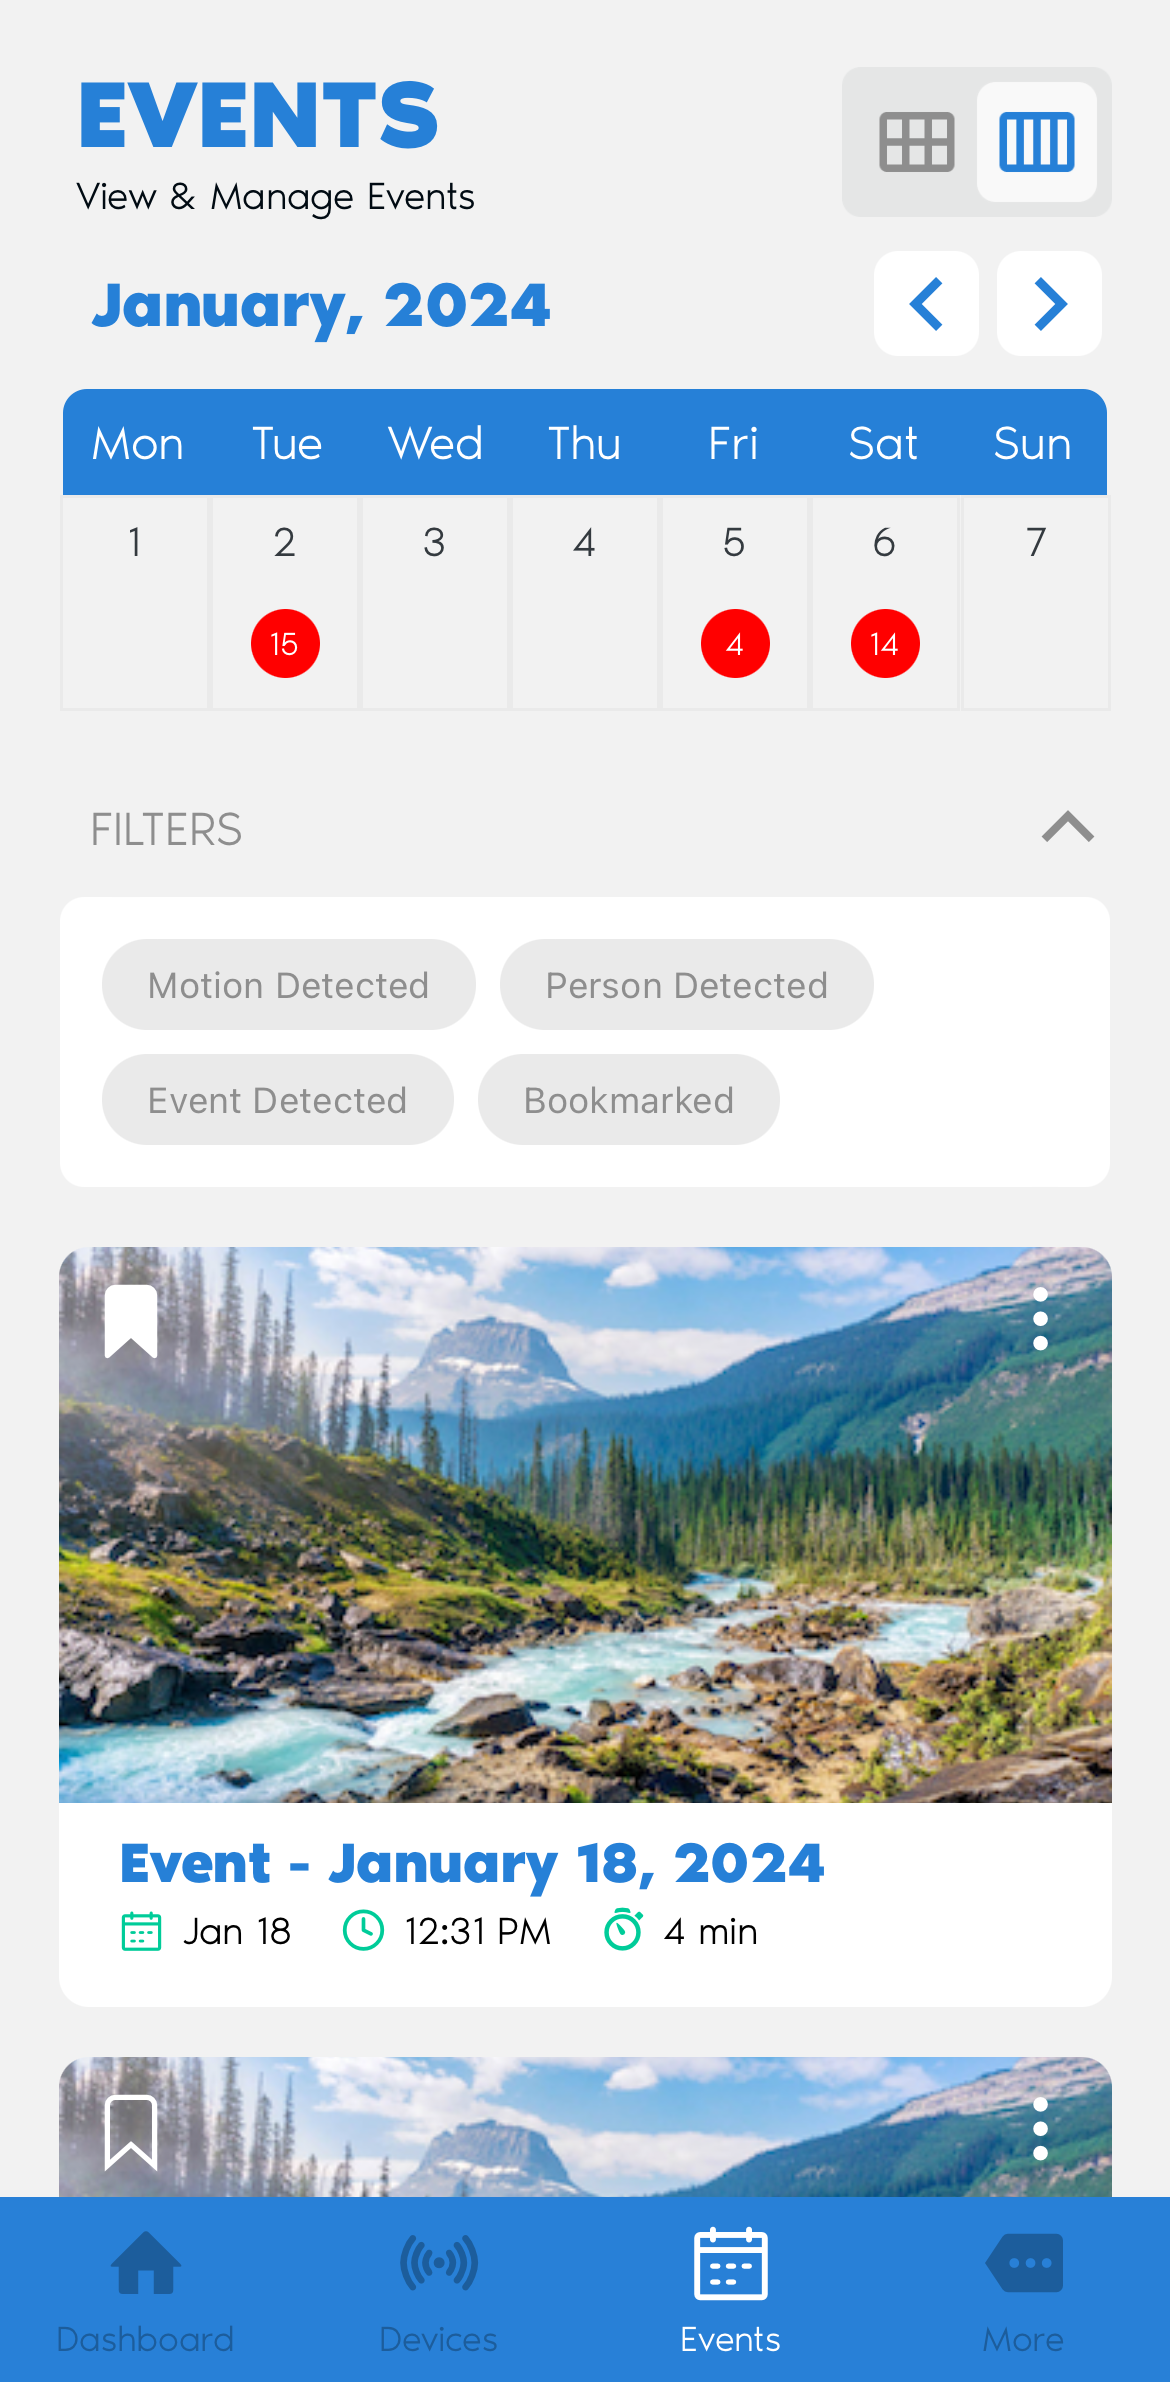 EVENTS
View & Manage Events
January, 2024
Mon Tue Wed Thu Fri Sat Sun
1 2 3 4 5 6 7
15 4 14
FILTERS
Motion Detected Person Detected
Event Detected Bookmarked
Event - January 18, 2024
Jan 18 12:31 PM 4 min
Dashboard Devices Events More